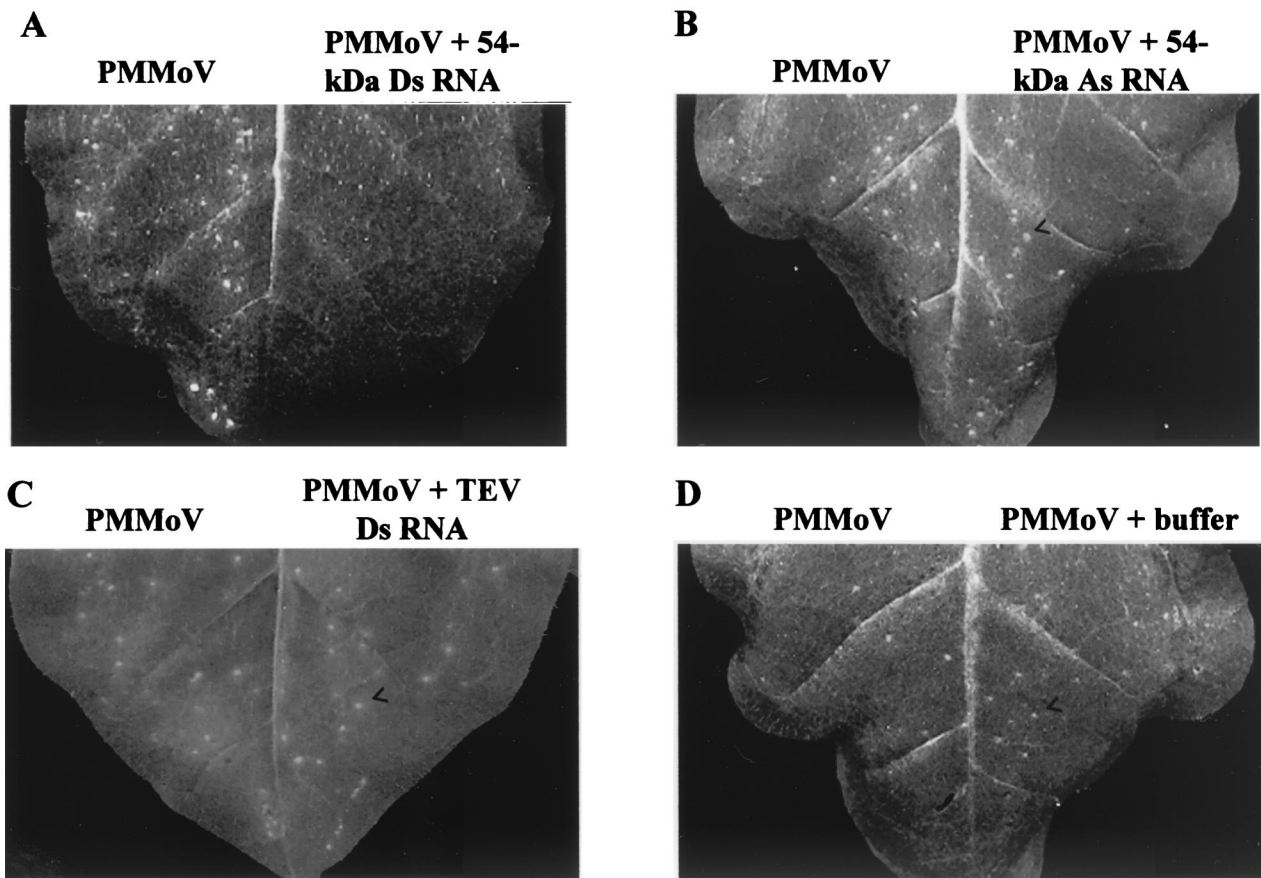 A
PMMoV
PMMoV + 54-
kDa Ds RNA
B
PMMoV
PMMoV + 54-
kDa As RNA
C
PMMoV
PMMoV + TEV
Ds RNA
D
PMMoV
PMMoV + buffer